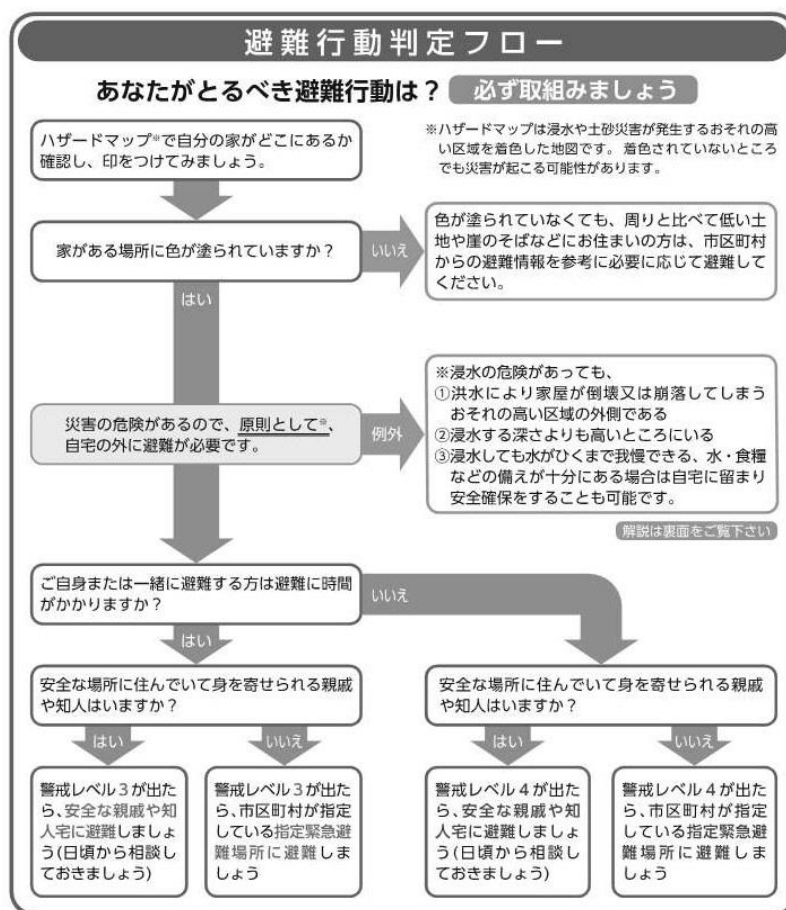 避難行動判定フロー
あなたがとるべき避難行動は？ 必ず取組みましょう
ハザードマップ※で自分の家がどこにあるか
確認し、印をつけてみましょう。
※ハザードマップは浸水や土砂災害が発生するおそれの高
い区域を着色した地図です。着色されていないところ
でも災害が起こる可能性があります。
家がある場所に色が塗られていますか？
いいえ
色が塗られていなくても、周りと比べて低い土
地や崖のそばなどにお住まいの方は、市区町村
からの避難情報を参考に必要に応じて避難して
ください。
はい
災害の危険があるので、原則として※、
自宅の外に避難が必要です。
例外
※浸水の危険があっても、
①洪水により家屋が倒壊又は崩落してしまう
おそれの高い区域の外側である
②浸水する深さよりも高いところにいる
③浸水しても水がひくまで我慢できる、水・食糧
などの備えが十分にある場合は自宅に留まり
安全確保をすることも可能です。
解説は裏面をご覧下さい
ご自身または一緒に避難する方は避難に時間
がかかりますか？
いいえ
はい
安全な場所に住んでいて身を寄せられる親戚
や知人はいますか？
はい
いいえ
警戒レベル3が出た
ら、安全な親戚や知
人宅に避難しましょ
う(日頃から相談し
ておきましょう)
警戒レベル3が出た
ら、市区町村が指定
している指定緊急避
難場所に避難しま
しょう
安全な場所に住んでいて身を寄せられる親戚
や知人はいますか？
はい
いいえ
警戒レベル4が出た
ら、安全な親戚や知
人宅に避難しましょ
う(日頃から相談し
ておきましょう)
警戒レベル4が出た
ら、市区町村が指定
している指定緊急避
難場所に避難しま
しょう